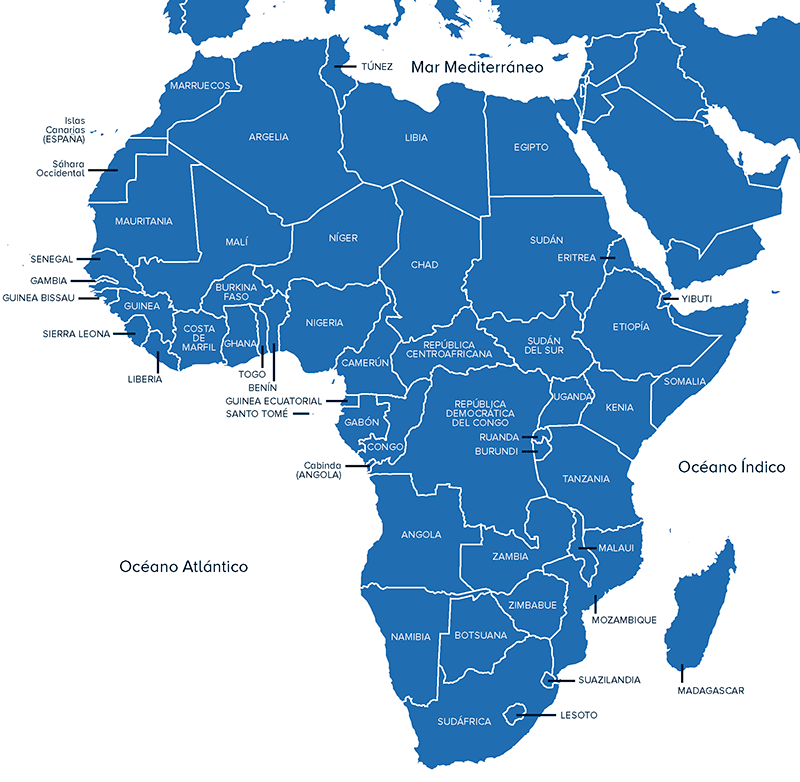 TÚNEZ
Mar Mediterráneo
MARRUECOS
Islas
Canarias
(ESPAÑA)
ARGELIA
LIBIA
EGIPTO
Sáhara
Occidental
MAURITANIA
MALÍ
NÍGER
CHAD
SUDÁN
ERITREA
SENEGAL
GAMBIA
GUINEA BISSAU
GUINEA
BURKINA
FASO
YIBUTI
SIERRA LEONA
COSTA
DE
MARFIL
GHANA
NIGERIA
ETIOPÍA
LIBERIA
TOGO
BENÍN
CAMERÚN
REPÚBLICA
CENTROAFRICANA
SUDÁN
DEL SUR
SOMALIA
GUINEA ECUATORIAL
SANTO TOMÉ
GABÓN
CONGO
REPÚBLICA
DEMOCRÁTICA
DEL CONGO
UGANDA
KENIA
RUANDA
BURUNDI
Cabinda
(ANGOLA)
TANZANIA
Océano Índico
ANGOLA
ZAMBIA
MALAUI
Océano Atlántico
ZIMBABUE
MOZAMBIQUE
NAMIBIA
BOTSUANA
SUAZILANDIA
MADAGASCAR
SUDÁFRICA
LESOTO